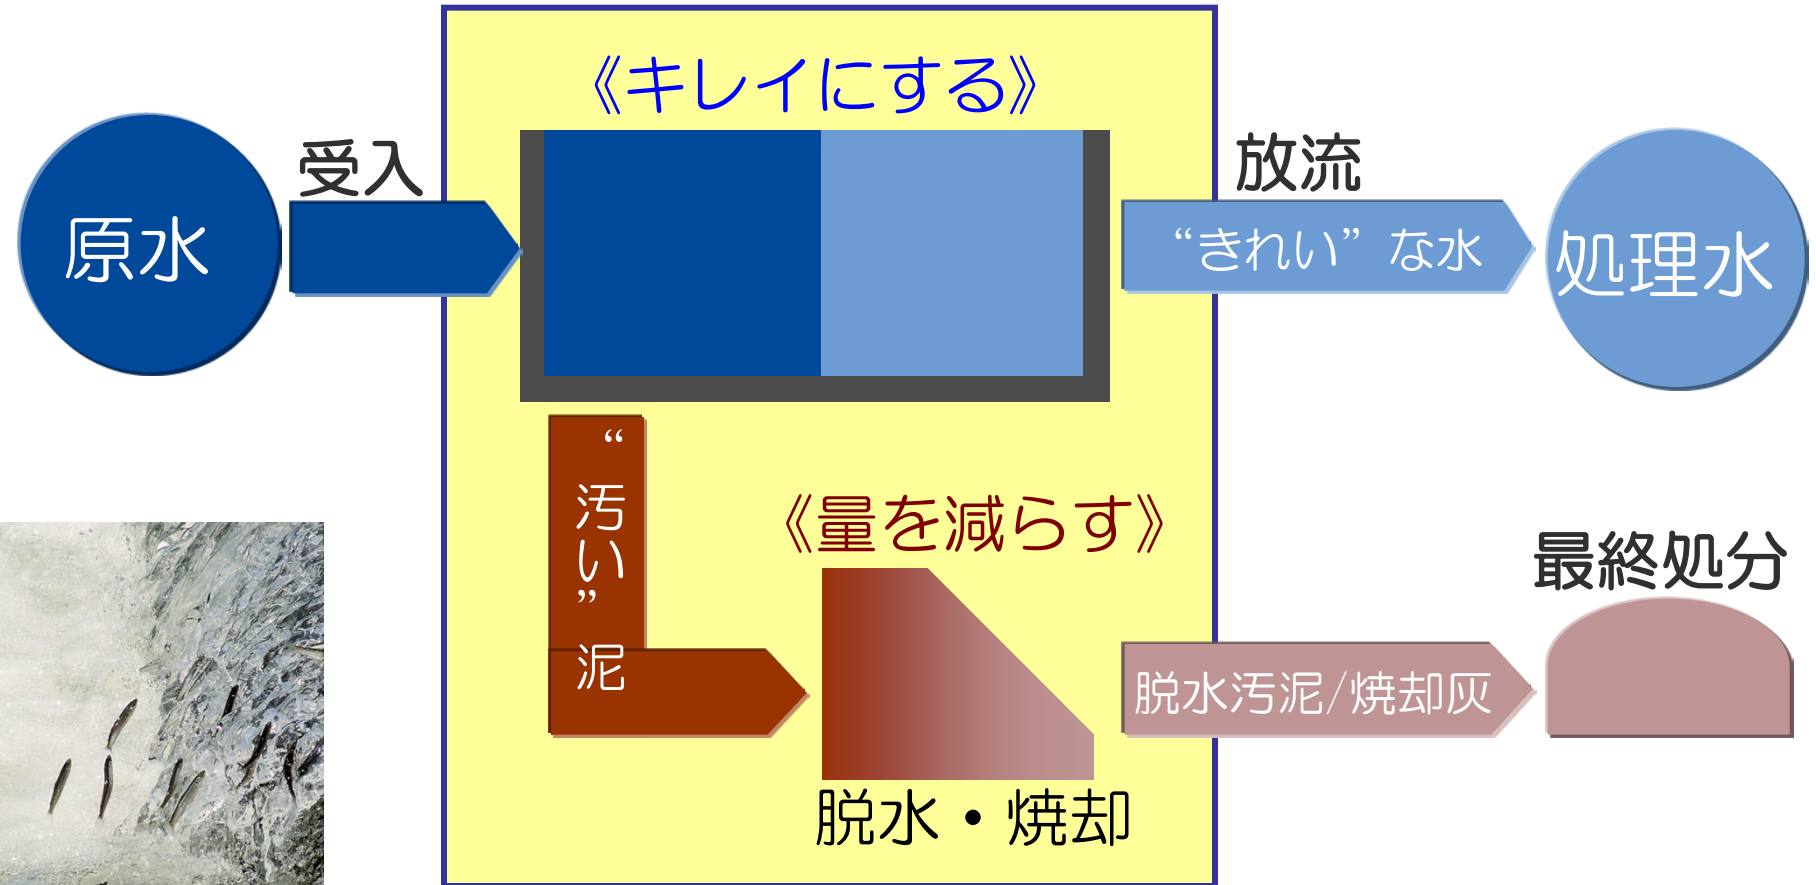 《キレイにする》
受入
放流
原水
“きれい”な水
処理水
“汚い”泥
《量を減らす》
最終処分
脱水汚泥/焼却灰
脱水・焼却